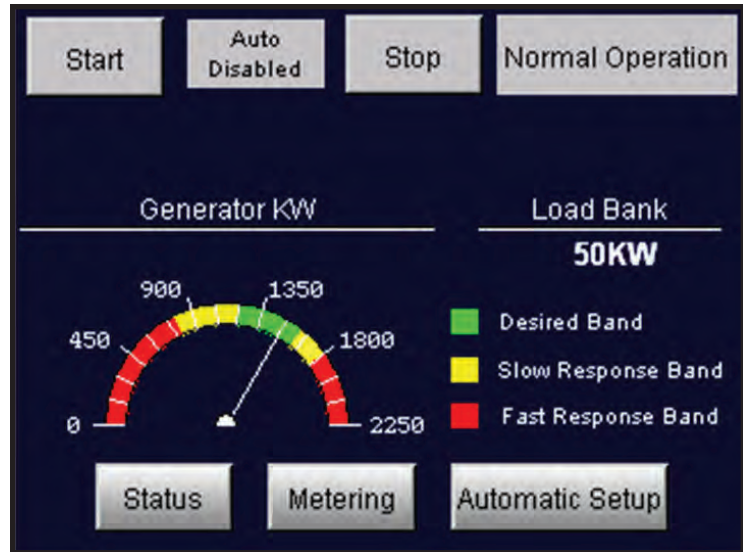 Start
Auto
Disabled
Stop
Normal Operation
Generator KW
Load Bank
50KW
900
1350
450
1800
0
2250
Desired Band
Slow Response Band
Fast Response Band
Status
Metering
Automatic Setup